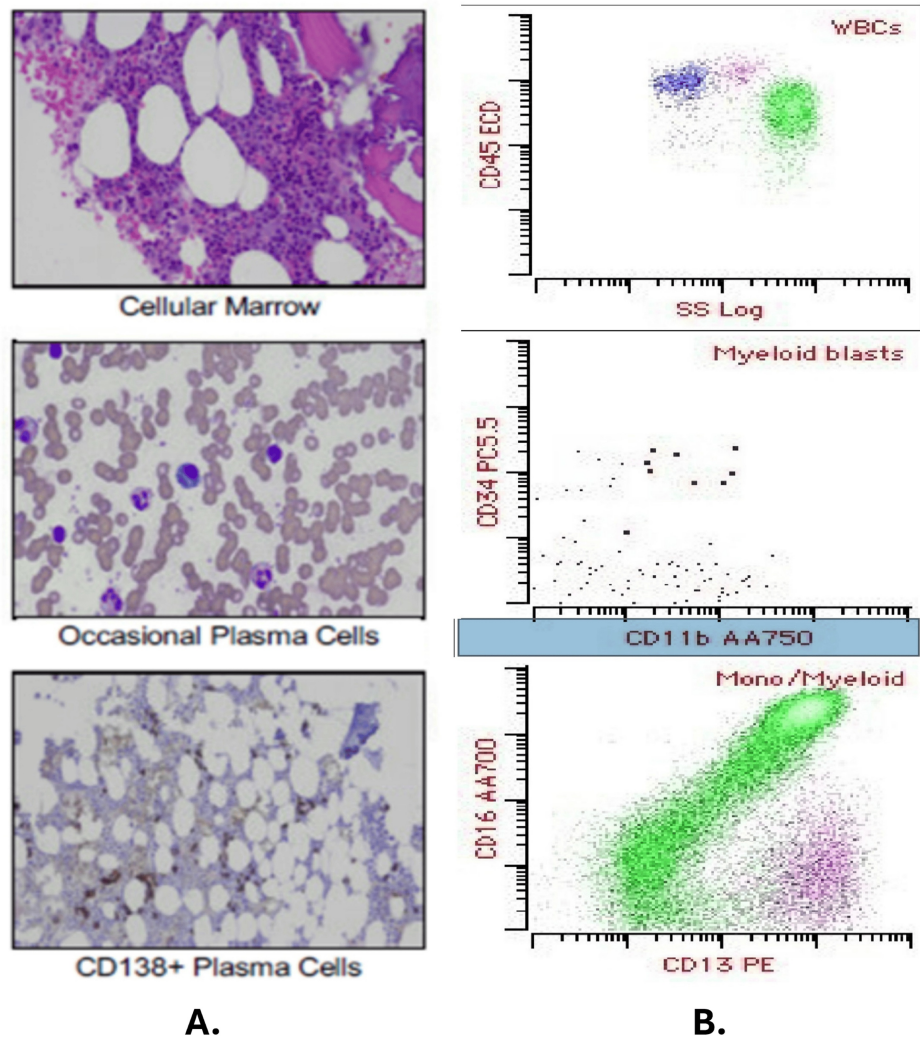 Cellular Marrow
Occasional Plasma Cells
CD138+ Plasma Cells
A.
WBCs
CD45 ECD
SS Log
Myeloid blasts
CD34 PC5.5
CD11b AA750
Mono/Myeloid
CD16 AA700
CD13 PE
B.